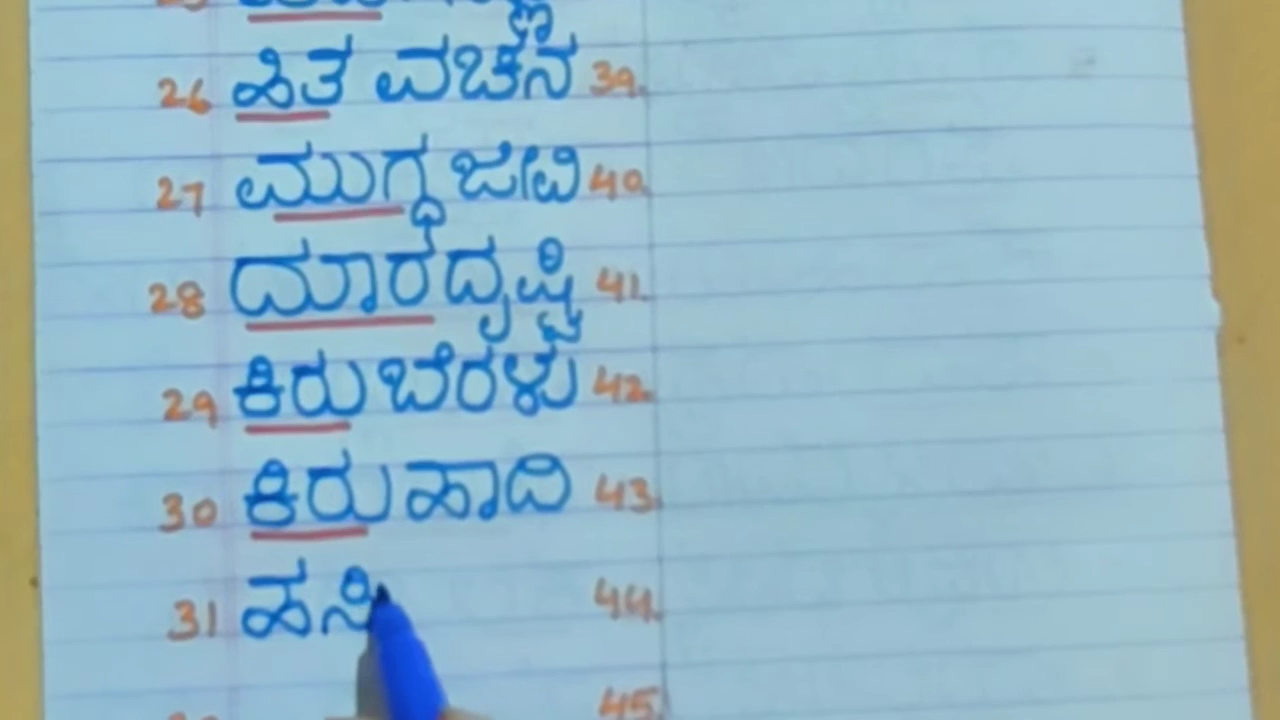 26 ಹಿತ ವಚನ 39.
27 ಮುಗ್ಧ ಜೀವಿ 40.
28 ದೂರದೃಷ್ಟಿ 41.
29 ಕಿರುಬೆರಳು 42.
30 ಕಿರುಹಾದಿ 43.
31 ಹಸಿ 44.
45.